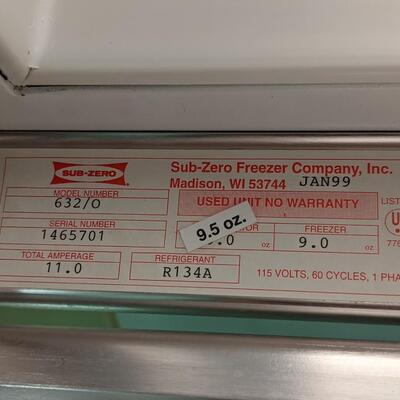 SUB-ZERO
Sub-Zero Freezer Company, Inc.
Madison, WI 53744 JAN99
MODEL NUMBER
632/O
USED UNIT NO WARRANTY
LIST
SERIAL NUMBER
1465701
9.5 oz.
.0 oz
FREEZER
9.0 oz
U
776
TOTAL AMPERAGE
11.0
REFRIGERANT
R134A
115 VOLTS, 60 CYCLES, 1 PHA